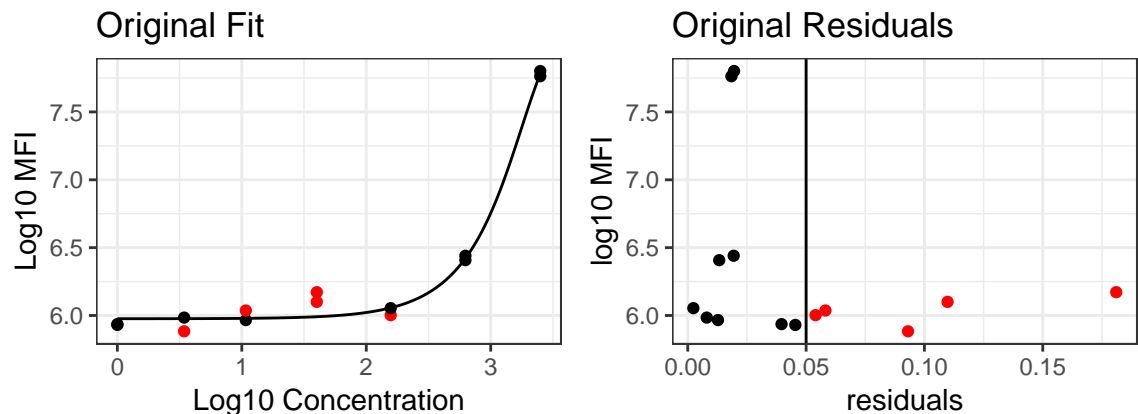 Original Fit
Log10 MFI
7.5
7.0
6.5
6.0
0
1
2
3
Log10 Concentration
Original Residuals
log10 MFI
7.5
7.0
6.5
6.0
0.00
0.05
0.10
0.15
residuals